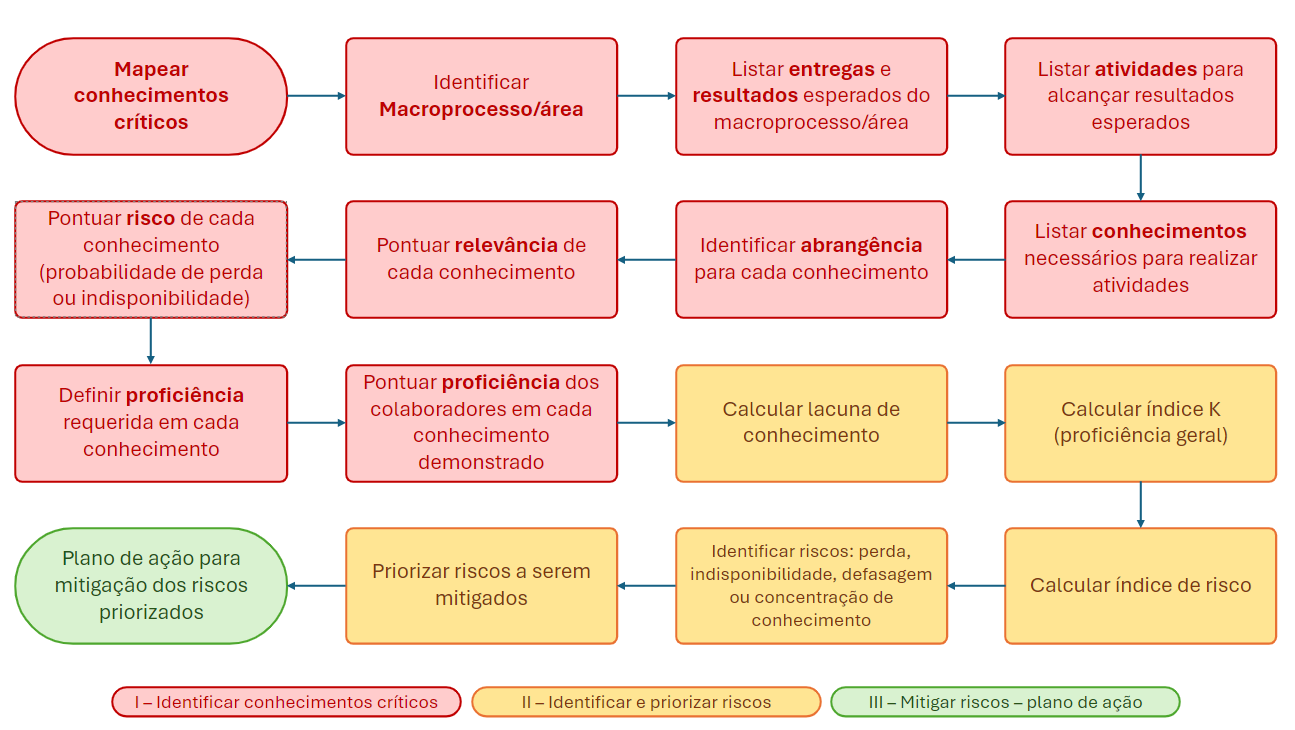 Mapear
conhecimentos
críticos
Identificar
Macroprocesso/área
Listar entregas e
resultados esperados do
macroprocesso/área
Listar atividades para
alcançar resultados
esperados
Pontuar risco de cada
conhecimento
(probabilidade de perda
ou indisponibilidade)
Pontuar relevância de
cada conhecimento
Identificar abrangência
para cada conhecimento
Listar conhecimentos
necessários para realizar
atividades
Definir proficiência
requerida em cada
conhecimento
Pontuar proficiência dos
colaboradores em cada
conhecimento
demonstrado
Calcular lacuna de
conhecimento
Calcular índice K
(proficiência geral)
Plano de ação para
mitigação dos riscos
priorizados
Priorizar riscos a serem
mitigados
Identificar riscos: perda,
indisponibilidade, defasagem
ou concentração de
conhecimento
Calcular índice de risco
I – Identificar conhecimentos críticos
II – Identificar e priorizar riscos
III – Mitigar riscos – plano de ação